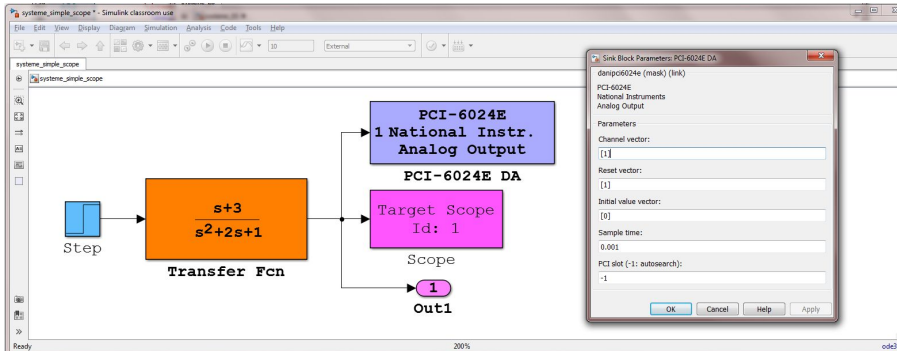 systeme_simple_scope * - Simulink classroom use
File Edit View Display Diagram Simulation Analysis Code Tools Help
10 External
systeme_simple_scope
systeme_simple_scope
PCI-6024E
1 National Instr.
Analog Output
PCI-6024E DA
s+3
s²+2s+1
Transfer Fcn
Step
Target Scope
Id: 1
Scope
1
Out1
Ready 200% ode3
Sink Block Parameters: PCI-6024E DA
danipci6024e (mask) (link)
PCI-6024E
National Instruments
Analog Output
Parameters
Channel vector:
[1]
Reset vector:
[1]
Initial value vector:
[0]
Sample time:
0.001
PCI slot (-1: autosearch):
-1
OK Cancel Help Apply